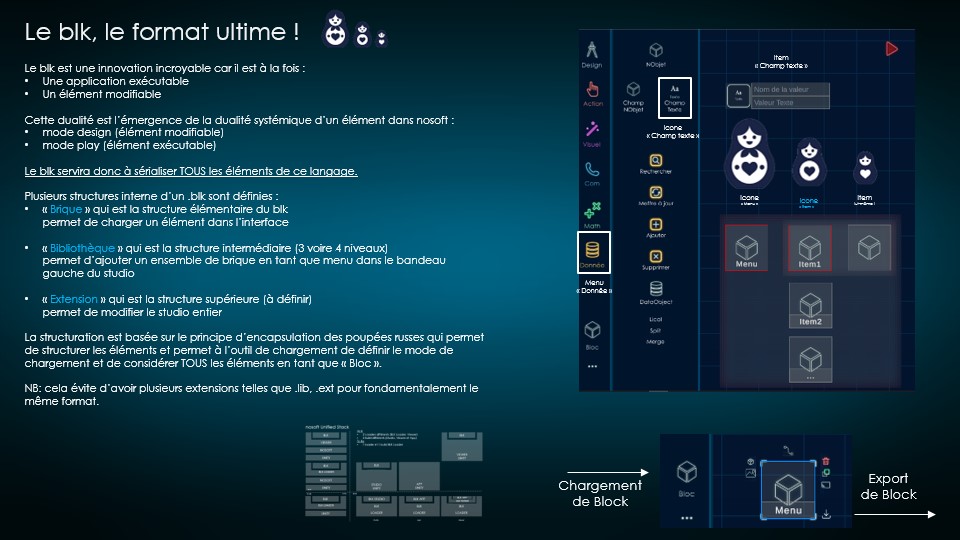 Le blk, le format ultime !
Le blk est une innovation incroyable car il est à la fois :
• Une application exécutable
• Un élément modifiable
Cette dualité est l'émergence de la dualité systémique d'un élément dans nosoft :
• mode design (élément modifiable)
• mode play (élément exécutable)
Le blk servira donc à sérialiser TOUS les éléments de ce langage.
Plusieurs structures interne d'un .blk sont définies :
• « Brique » qui est la structure élémentaire du blk
permet de charger un élément dans l'interface
• « Bibliothèque » qui est la structure intermédiaire (3 voire 4 niveaux)
permet d'ajouter un ensemble de brique en tant que menu dans le bandeau
gauche du studio
• « Extension » qui est la structure supérieure (à définir)
permet de modifier le studio entier
La structuration est basée sur le principe d'encapsulation des poupées russes qui permet
de structurer les éléments et permet à l'outil de chargement de définir le mode de
chargement et de considérer TOUS les éléments en tant que « Bloc ».
NB: cela évite d'avoir plusieurs extensions telles que .lib, .ext pour fondamentalement le
même format.
nosoft Unified Stack
Design
Action
Visuel
Com
Math
Donnée
Menu
« Donnée »
Bloc
...
NObjet
Champ
NObjet
Aa
Champ
Texte
Icone
« Champ texte »
Rechercher
Mettre à jour
Ajouter
Supprimer
DataObject
Lical
Split
Merge
Item
« Champ texte »
Aa
Nom de la valeur
Valeur Texte
Icone
« Menu »
Icone
« Item »
Item
Menu
Item1
Item2
...
Chargement
de Block
Bloc
...
Menu
Export
de Block